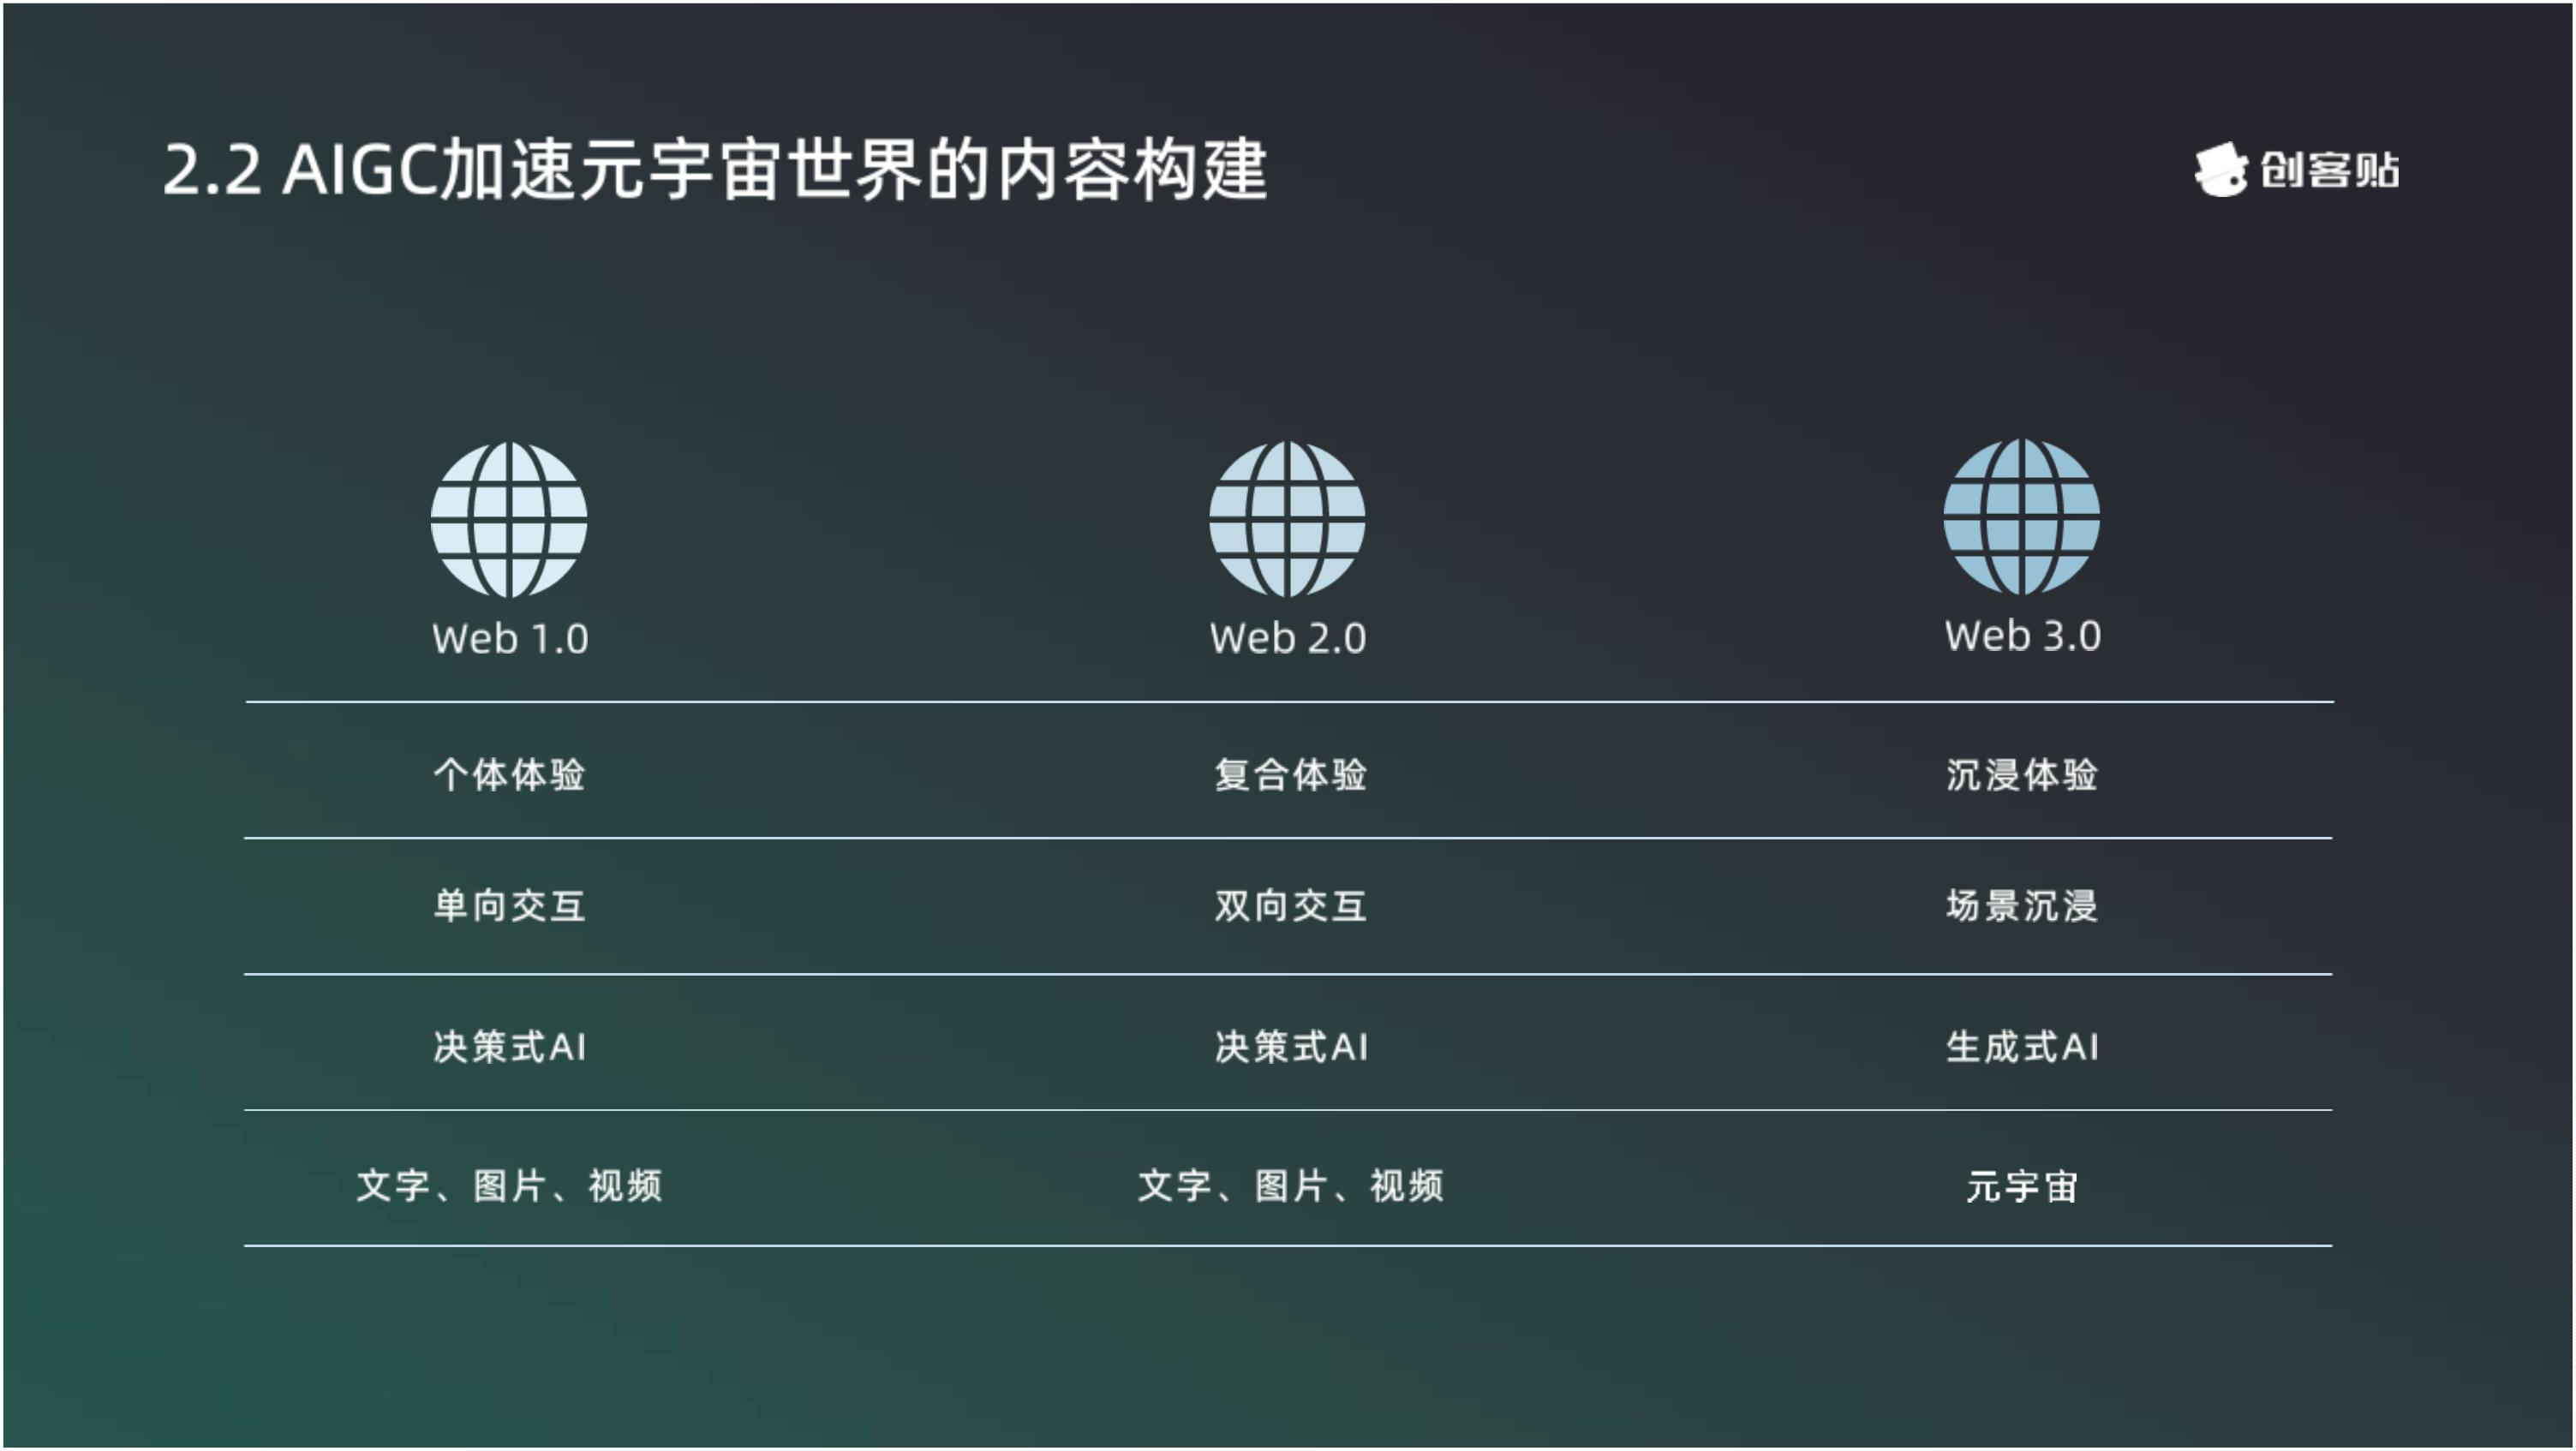 2.2 AIGC加速元宇宙世界的内容构建
创客贴
Web 1.0
Web 2.0
Web 3.0
个体体验
复合体验
沉浸体验
单向交互
双向交互
场景沉浸
决策式AI
决策式AI
生成式AI
文字、图片、视频
文字、图片、视频
元宇宙